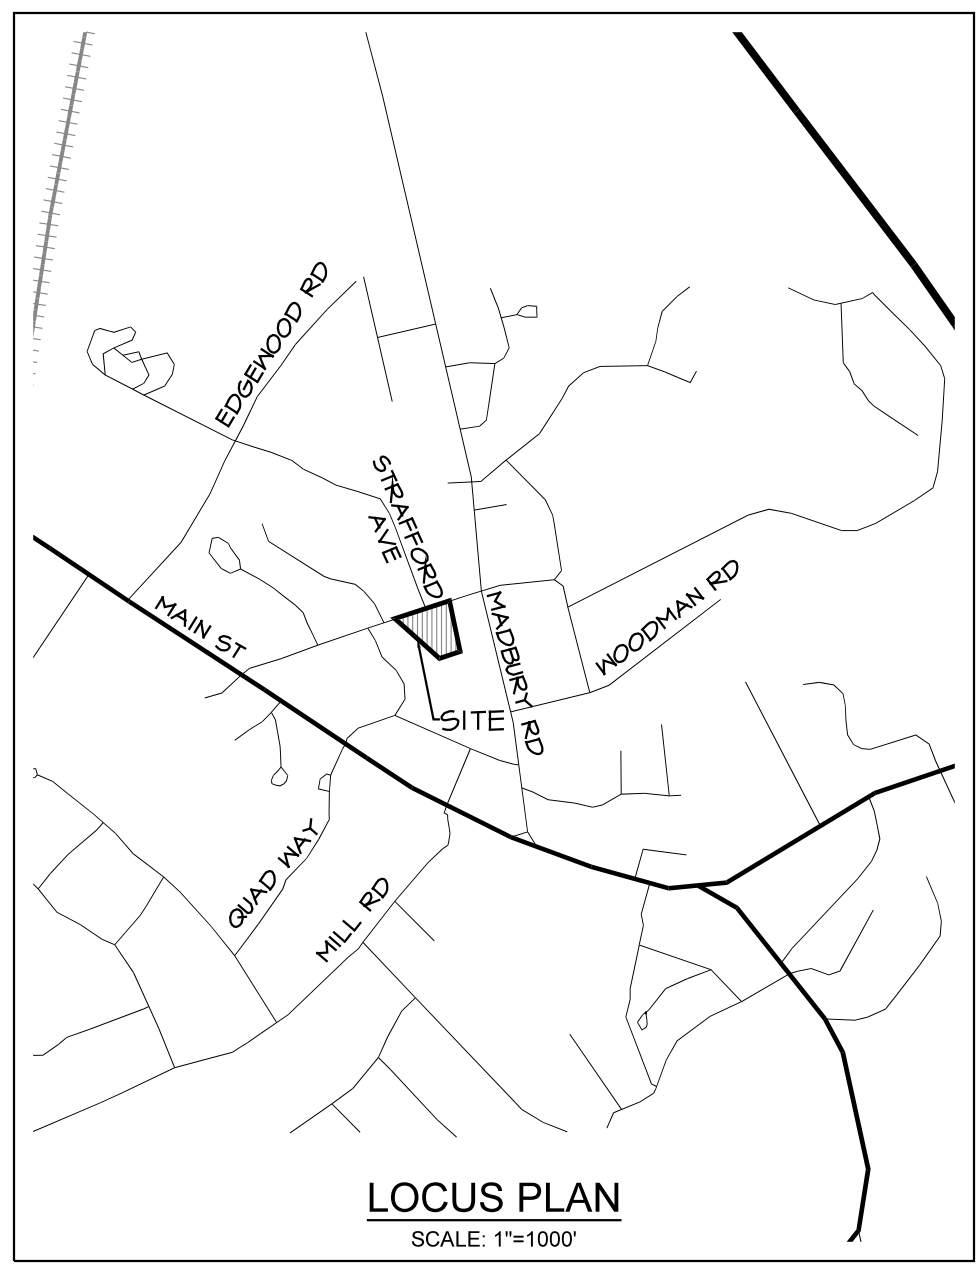 EDGEWOOD RD
STRAFFORD
AVE
MAIN ST
MADBURY RD
WOODMAN RD
SITE
QUAD WAY
MILL RD
LOCUS PLAN
SCALE: 1"=1000'